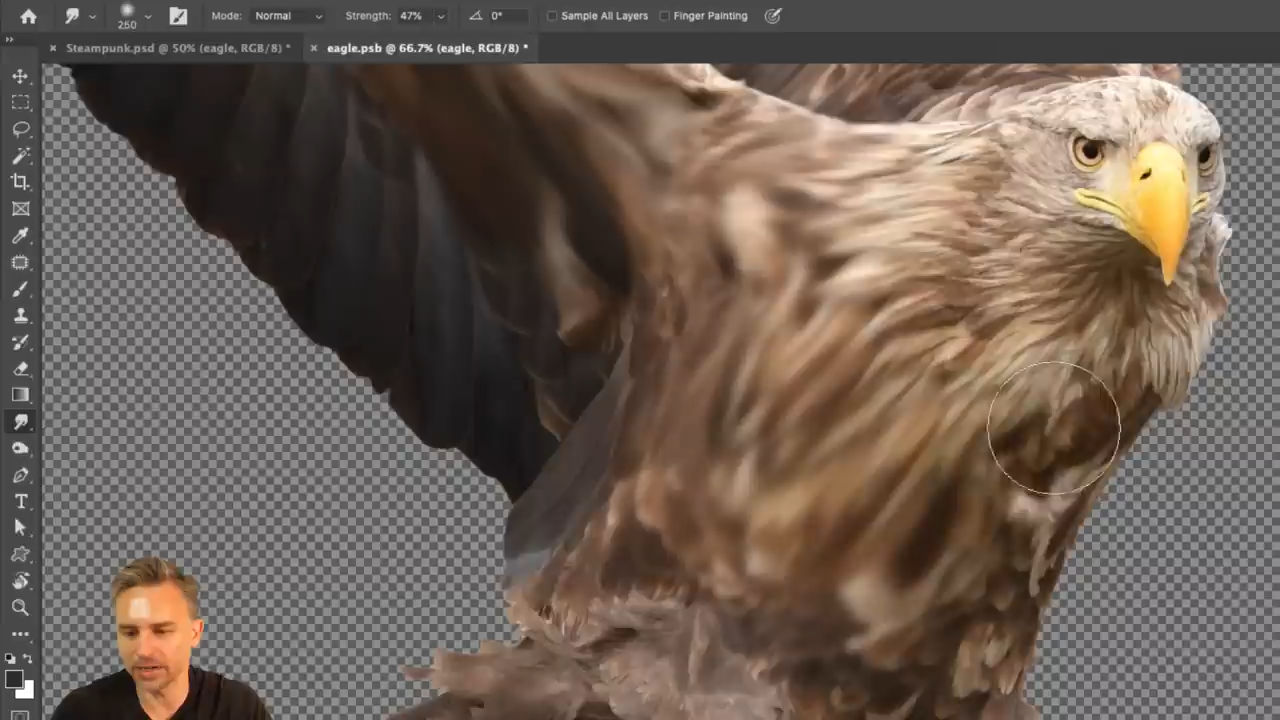 250 Mode: Normal Strength: 47% 0° Sample All Layers Finger Painting
Steampunk.psd @ 50% (eagle, RGB/8) * eagle.psb @ 66.7% (eagle, RGB/8) *